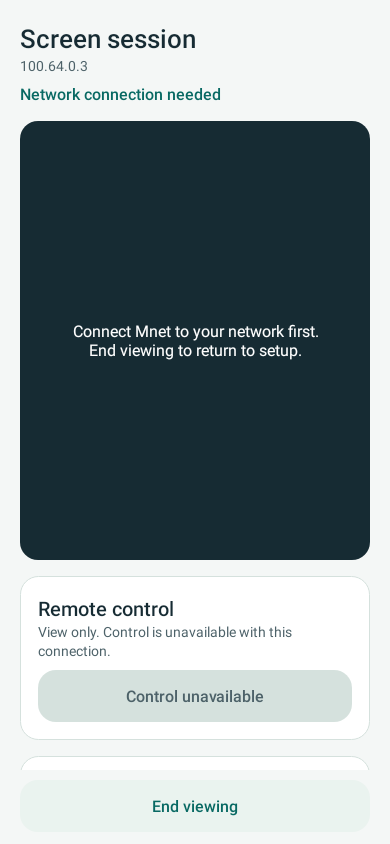 Screen session
100.64.0.3
Network connection needed
Connect Mnet to your network first.
End viewing to return to setup.
Remote control
View only. Control is unavailable with this
connection.
Control unavailable
End viewing